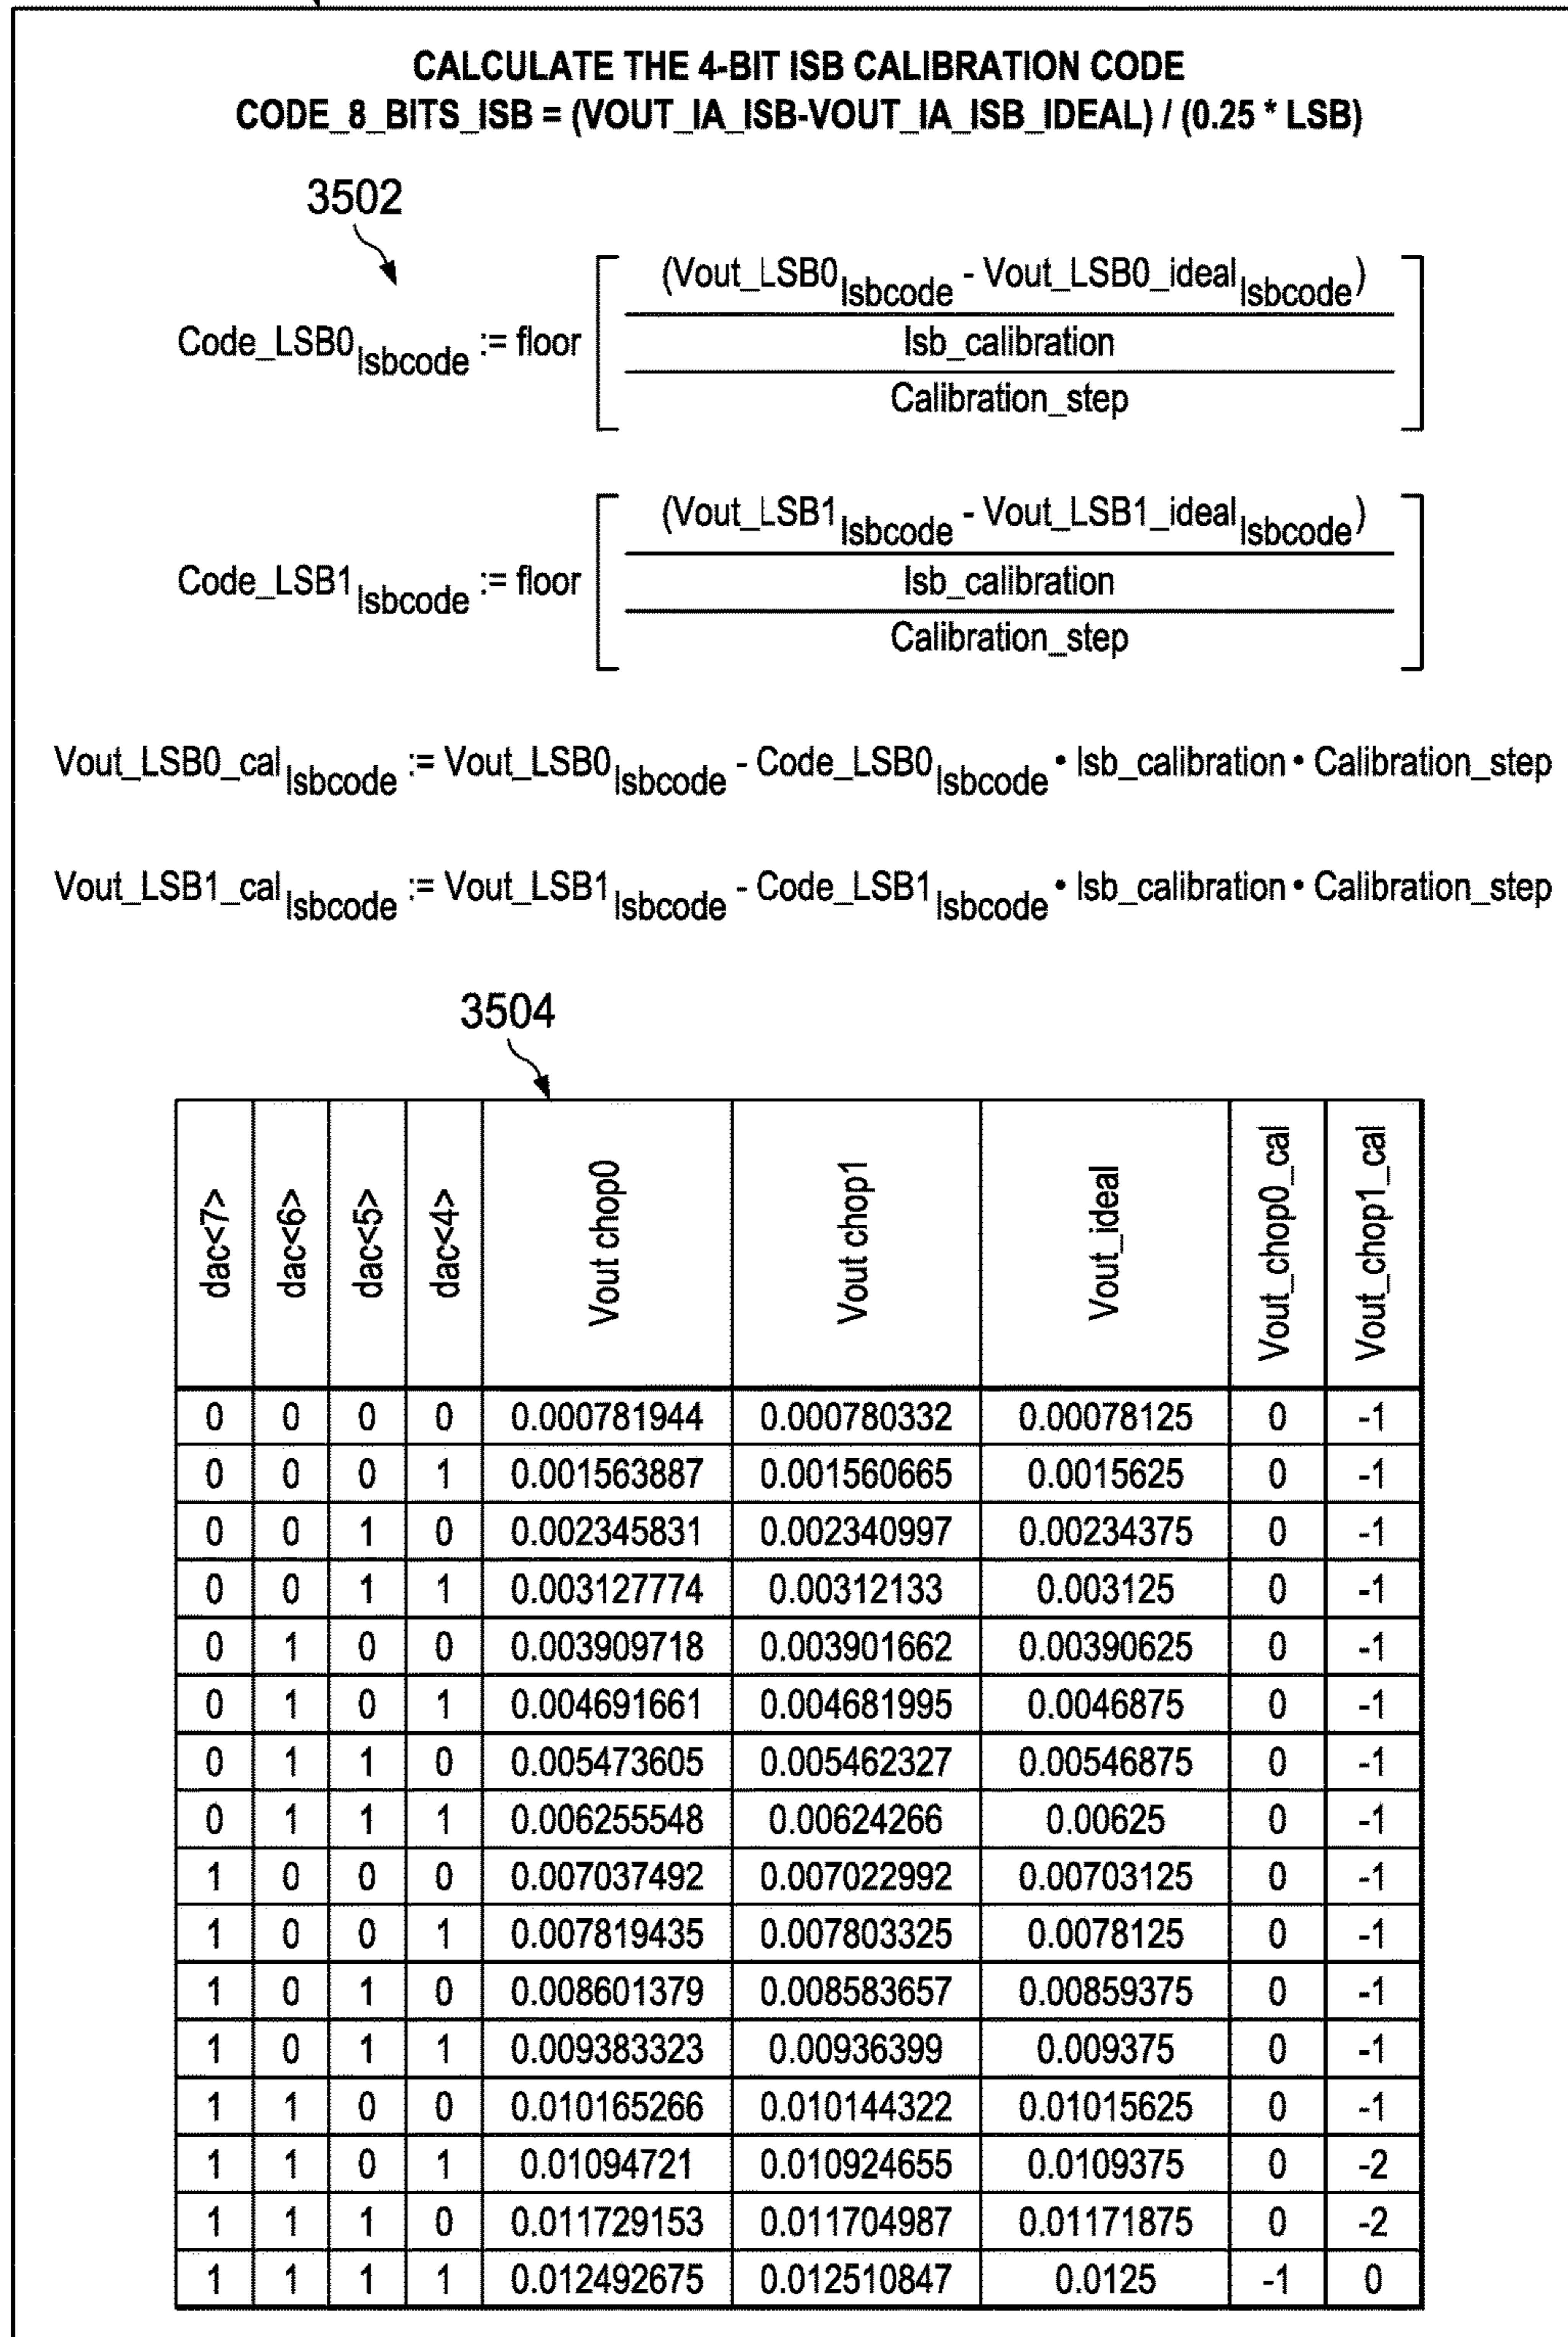 CALCULATE THE 4-BIT ISB CALIBRATION CODE
CODE_8_BITS_ISB = (VOUT_IA_ISB-VOUT_IA_ISB_IDEAL) / (0.25 * LSB)
3502
Code_LSB0lsbcode := floor [ (Vout_LSB0lsbcode - Vout_LSB0_ideallsbcode)
lsb_calibration
Calibration_step ]
Code_LSB1lsbcode := floor [ (Vout_LSB1lsbcode - Vout_LSB1_ideallsbcode)
lsb_calibration
Calibration_step ]
Vout_LSB0_callsbcode := Vout_LSB0lsbcode - Code_LSB0lsbcode • lsb_calibration • Calibration_step
Vout_LSB1_callsbcode := Vout_LSB1lsbcode - Code_LSB1lsbcode • lsb_calibration • Calibration_step
3504
dac<7> dac<6> dac<5> dac<4> Vout chop0 Vout chop1 Vout_ideal Vout_chop0_cal Vout_chop1_cal
0 0 0 0 0.000781944 0.000780332 0.00078125 0 -1
0 0 0 1 0.001563887 0.001560665 0.0015625 0 -1
0 0 1 0 0.002345831 0.002340997 0.00234375 0 -1
0 0 1 1 0.003127774 0.00312133 0.003125 0 -1
0 1 0 0 0.003909718 0.003901662 0.00390625 0 -1
0 1 0 1 0.004691661 0.004681995 0.0046875 0 -1
0 1 1 0 0.005473605 0.005462327 0.00546875 0 -1
0 1 1 1 0.006255548 0.00624266 0.00625 0 -1
1 0 0 0 0.007037492 0.007022992 0.00703125 0 -1
1 0 0 1 0.007819435 0.007803325 0.0078125 0 -1
1 0 1 0 0.008601379 0.008583657 0.00859375 0 -1
1 0 1 1 0.009383323 0.00936399 0.009375 0 -1
1 1 0 0 0.010165266 0.010144322 0.01015625 0 -1
1 1 0 1 0.01094721 0.010924655 0.0109375 0 -2
1 1 1 0 0.011729153 0.011704987 0.01171875 0 -2
1 1 1 1 0.012492675 0.012510847 0.0125 -1 0